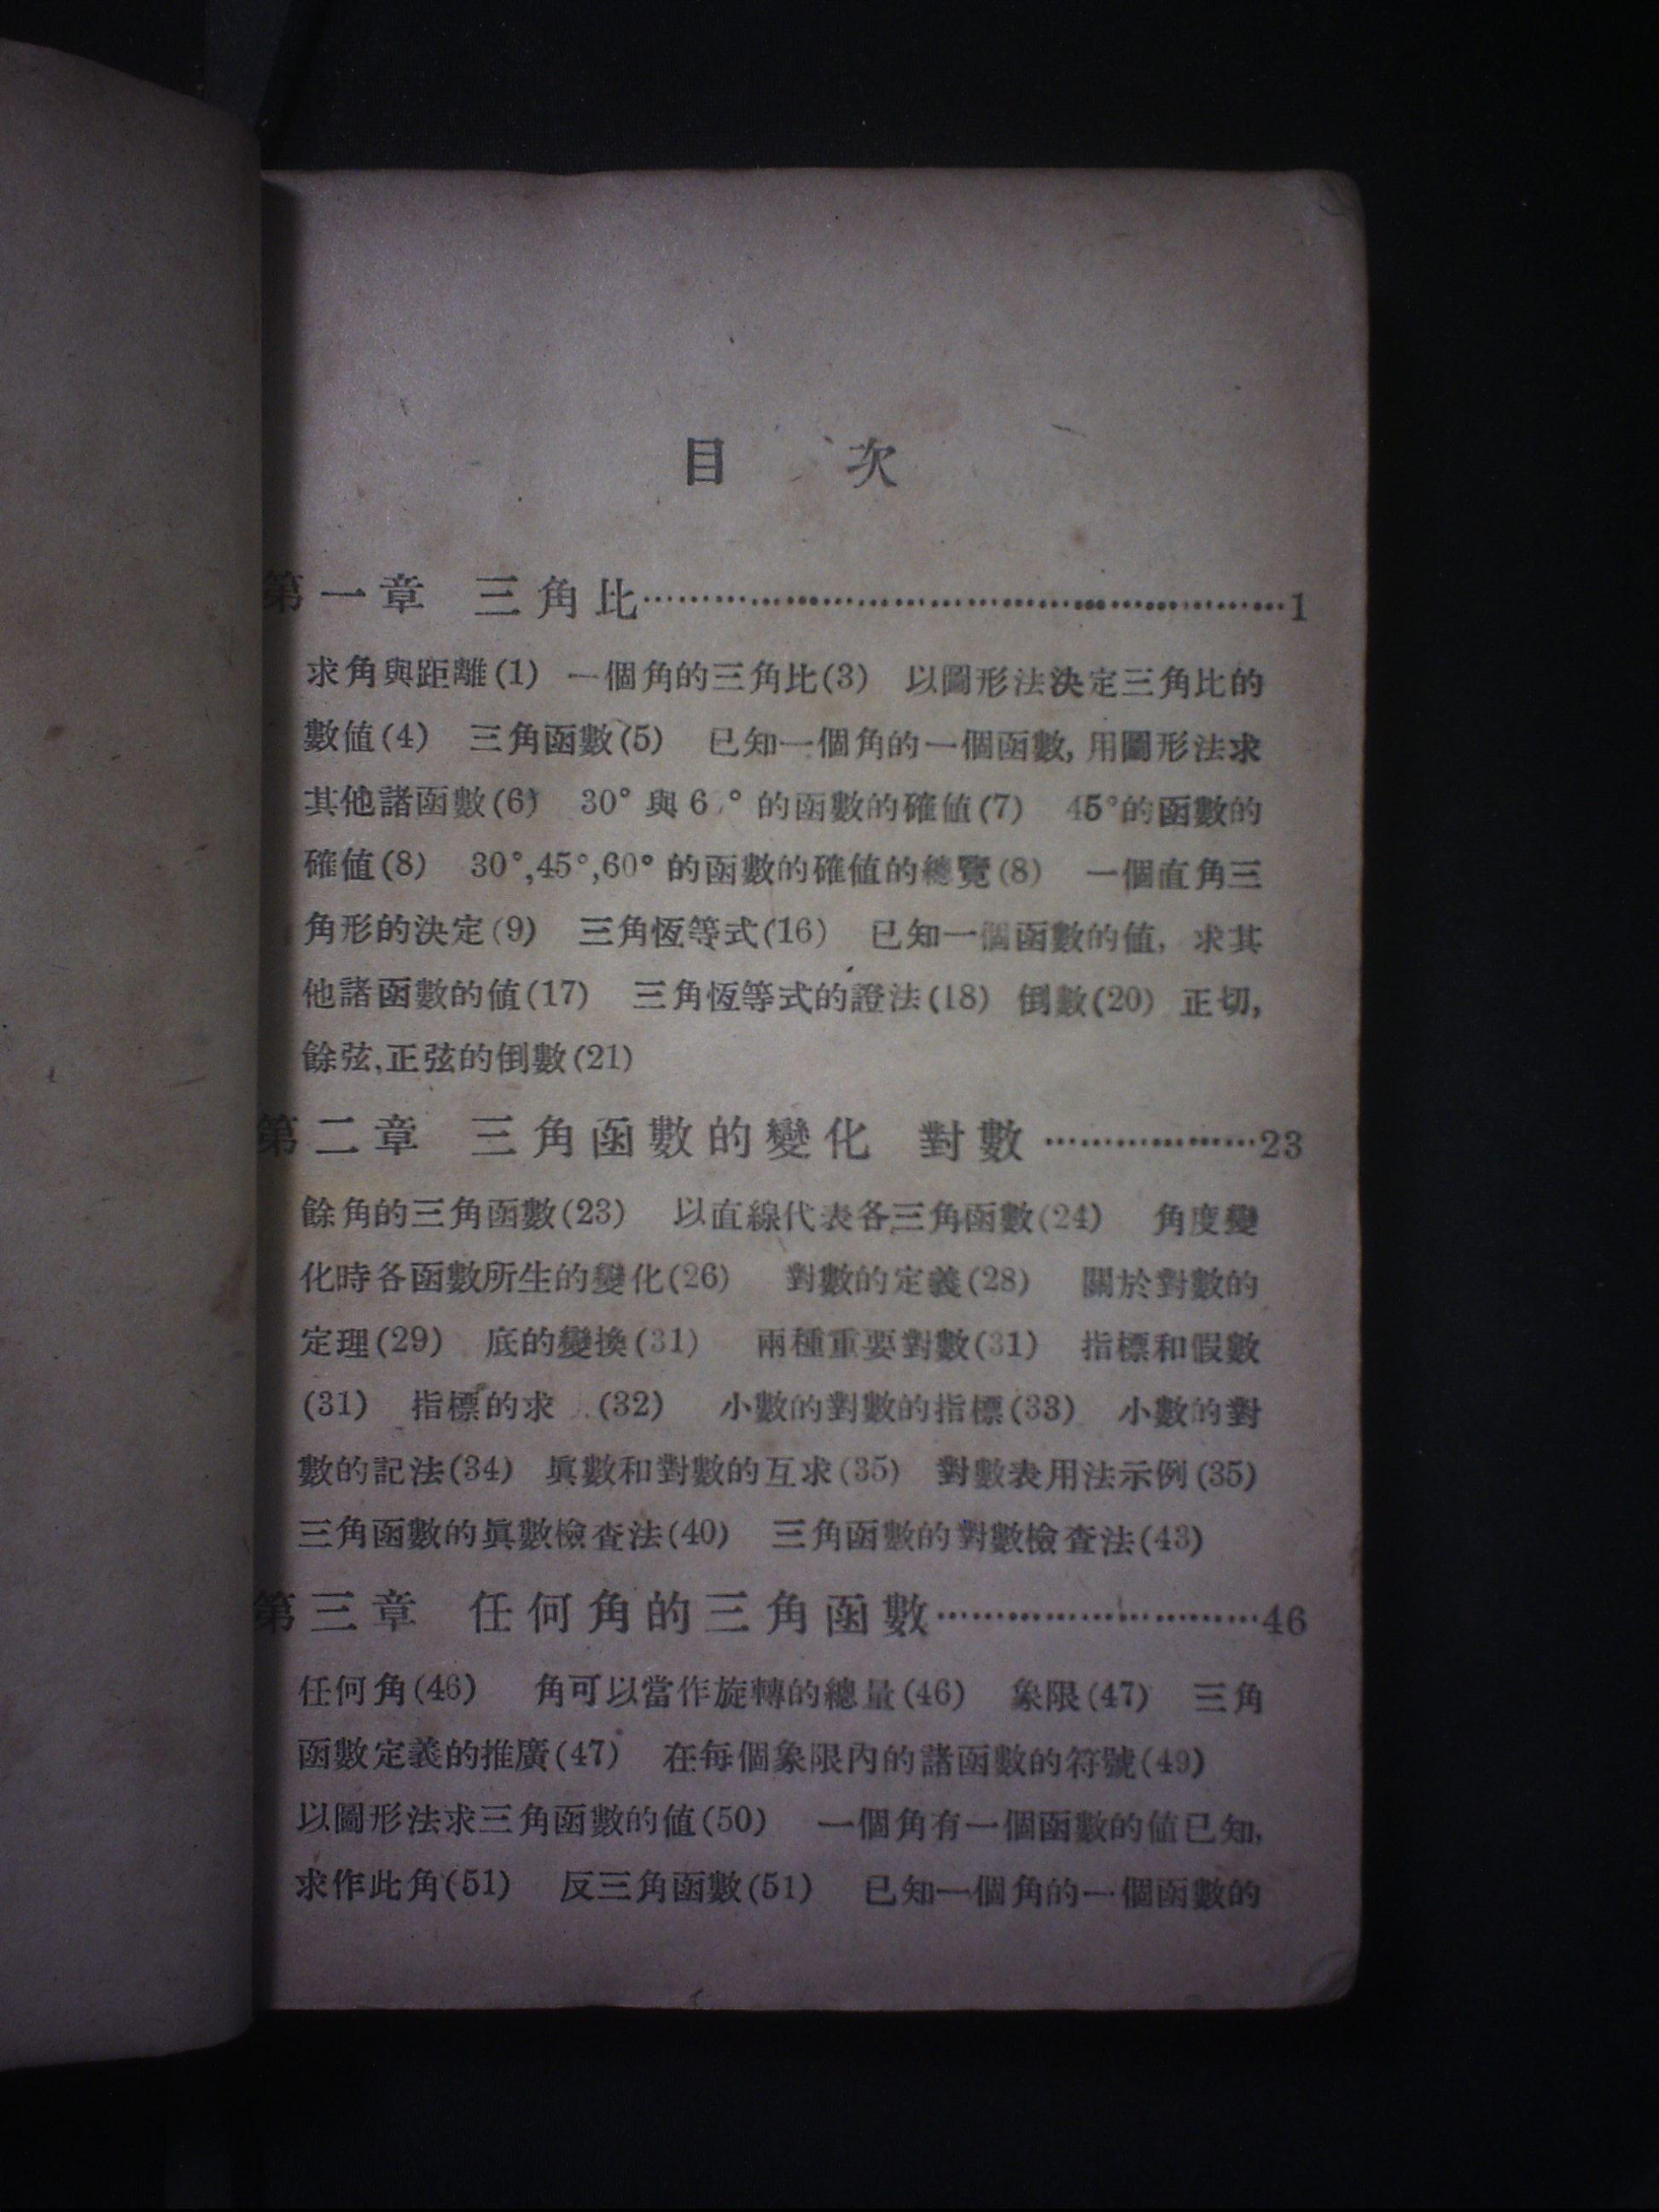 目 次
第一章 三角比……………………………………………1
求角與距離(1) 一個角的三角比(3) 以圖形法決定三角比的
數値(4) 三角函數(5) 已知一個角的一個函數,用圖形法求
其他諸函數(6) 30° 與 6 ° 的函數的確値(7) 45°的函數的
確値(8) 30°,45°,60° 的函數的確値的總覽(8) 一個直角三
角形的決定(9) 三角恆等式(16) 已知一個函數的値, 求其
他諸函數的値(17) 三角恆等式的證法(18) 倒數(20) 正切,
餘弦,正弦的倒數(21)
第二章 三角函數的變化 對數………………23
餘角的三角函數(23) 以直線代表各三角函數(24) 角度變
化時各函數所生的變化(26) 對數的定義(28) 關於對數的
定理(29) 底的變換(31) 兩種重要對數(31) 指標和假數
(31) 指標的求 (32) 小數的對數的指標(33) 小數的對
數的記法(34) 眞數和對數的互求(35) 對數表用法示例(35)
三角函數的眞數檢查法(40) 三角函數的對數檢查法(43)
第三章 任何角的三角函數………………………46
任何角(46) 角可以當作旋轉的總量(46) 象限(47) 三角
函數定義的推廣(47) 在每個象限內的諸函數的符號(49)
以圖形法求三角函數的値(50) 一個角有一個函數的値已知,
求作此角(51) 反三角函數(51) 已知一個角的一個函數的